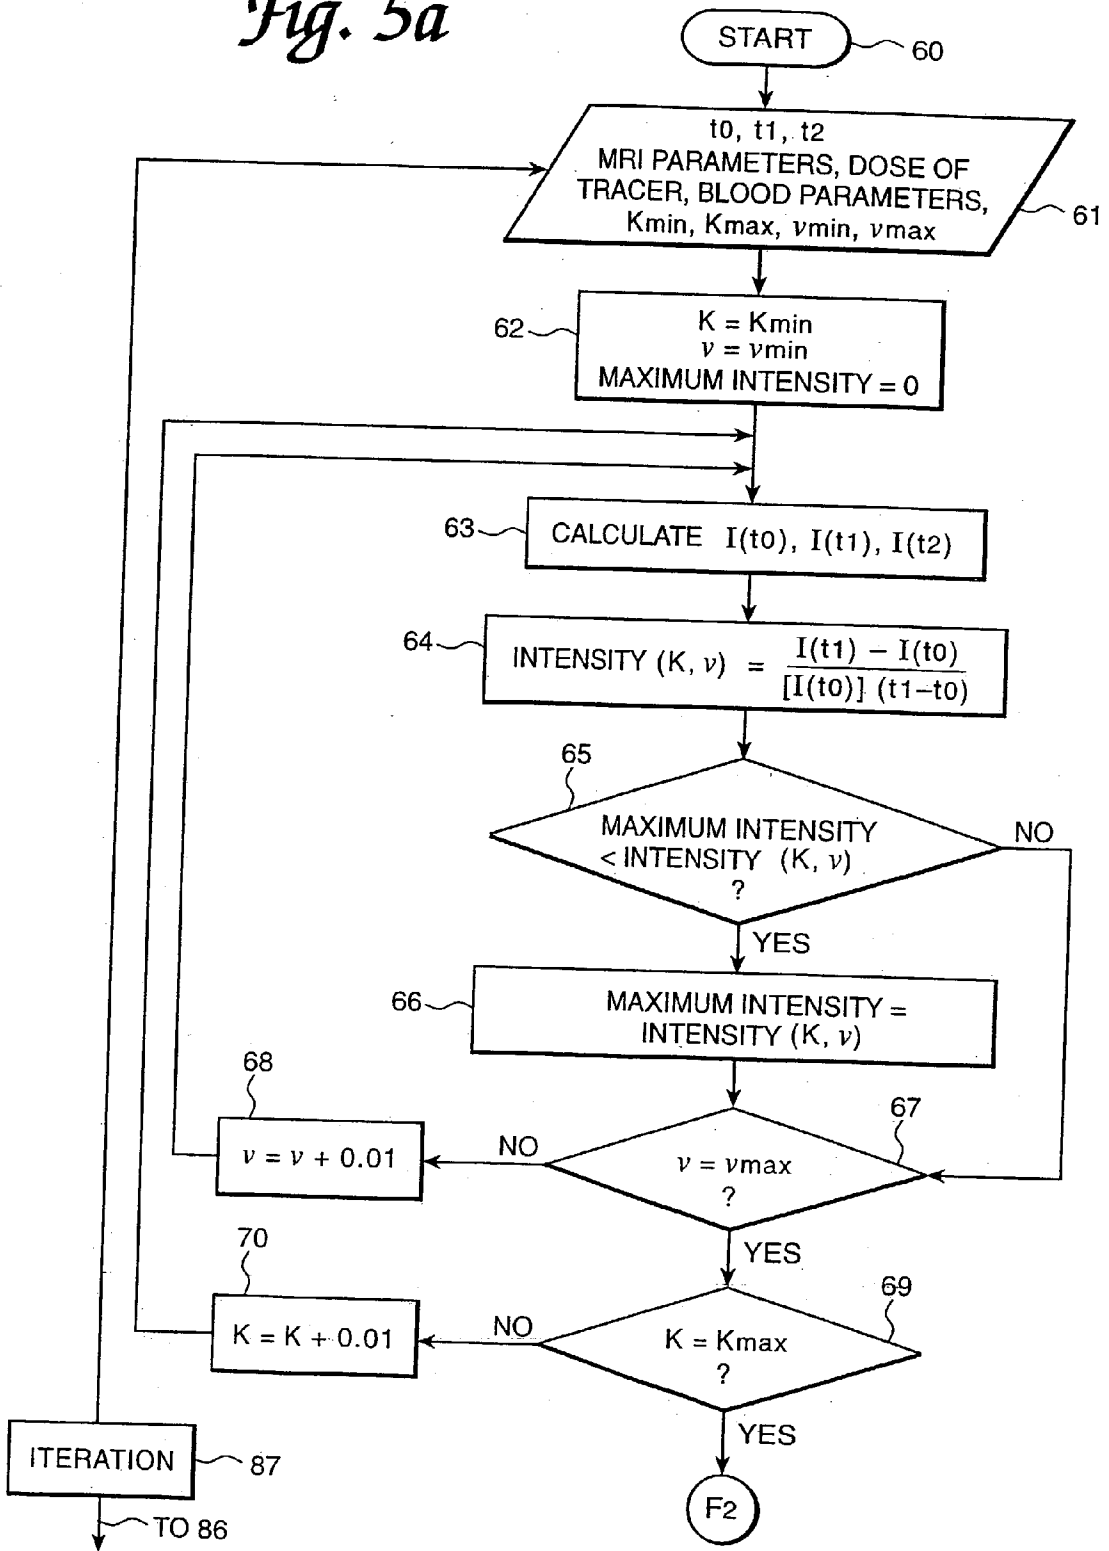 Fig. 5a
START
60
t0, t1, t2
MRI PARAMETERS, DOSE OF
TRACER, BLOOD PARAMETERS,
Kmin, Kmax, νmin, νmax
61
62
K = Kmin
ν = νmin
MAXIMUM INTENSITY = 0
63
CALCULATE I(t0), I(t1), I(t2)
64
INTENSITY (K, ν) = I(t1) – I(t0)
[I(t0)] (t1–t0)
65
MAXIMUM INTENSITY
< INTENSITY (K, ν)
?
NO
YES
66
MAXIMUM INTENSITY =
INTENSITY (K, ν)
68
ν = ν + 0.01
NO
67
ν = νmax
?
YES
70
K = K + 0.01
NO
69
K = Kmax
?
YES
ITERATION
87
TO 86
F2